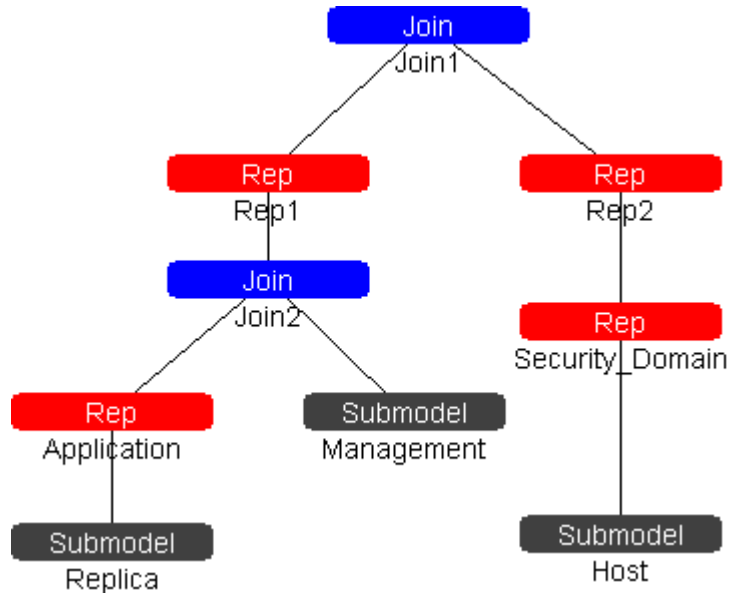 Join
Join1
Rep
Rep1
Rep
Rep2
Join
Join2
Rep
Security_Domain
Rep
Application
Submodel
Management
Submodel
Replica
Submodel
Host